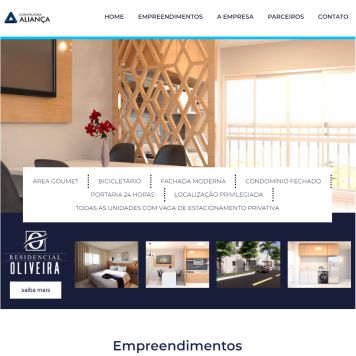 CONSTRUTORA
ALIANÇA
HOME EMPREENDIMENTOS A EMPRESA PARCEIROS CONTATO
ÁREA GOUMET BICICLETÁRIO FACHADA MODERNA CONDOMÍNIO FECHADO
PORTARIA 24 HORAS LOCALIZAÇÃO PRIVILEGIADA
TODAS AS UNIDADES COM VAGA DE ESTACIONAMENTO PRIVATIVA
RESIDENCIAL
OLIVEIRA
saiba mais
Empreendimentos